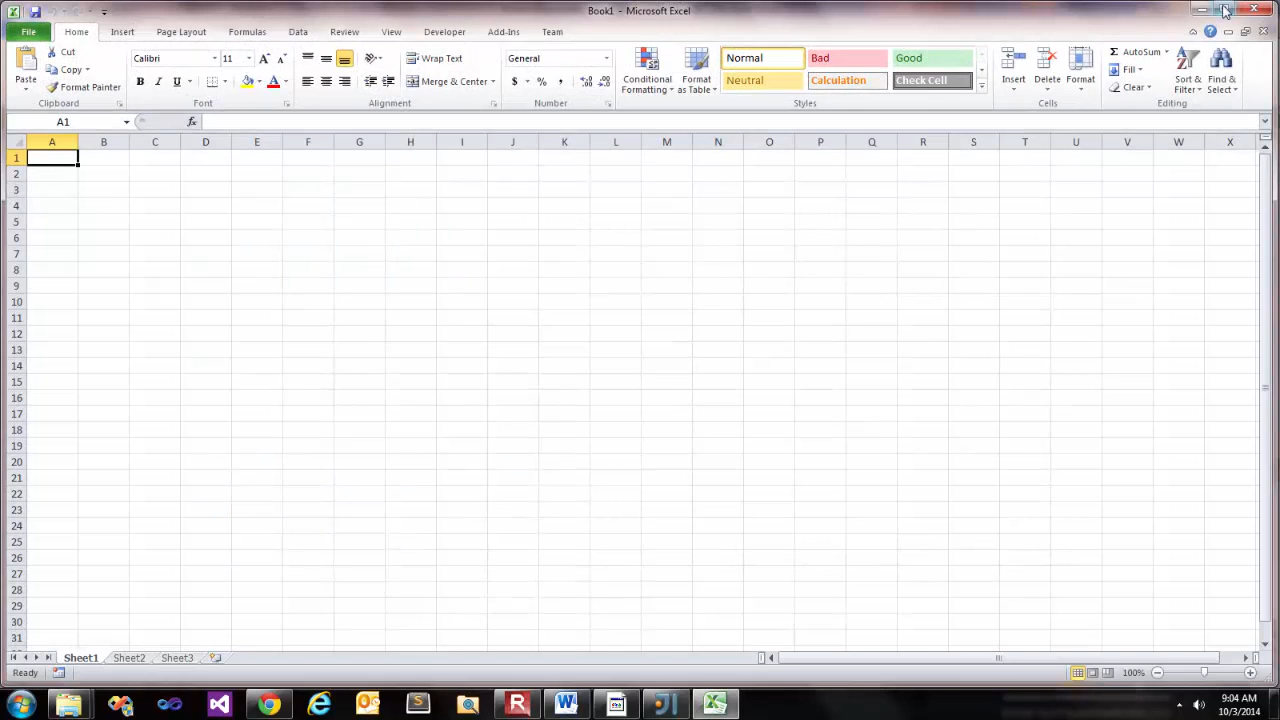 Book1 - Microsoft Excel
File Home Insert Page Layout Formulas Data Review View Developer Add-Ins Team
Paste
Cut
Copy
Format Painter
Clipboard
Calibri 11
B I U
Font
Wrap Text
Merge & Center
Alignment
General
$ % ,
Number
Conditional Formatting
Format as Table
Normal Bad Good
Neutral Calculation Check Cell
Styles
Insert Delete Format
Cells
AutoSum
Fill
Clear
Sort & Filter
Find & Select
Editing
A1 fx
A B C D E F G H I J K L M N O P Q R S T U V W X
1
2
3
4
5
6
7
8
9
10
11
12
13
14
15
16
17
18
19
20
21
22
23
24
25
26
27
28
29
30
31
Sheet1 Sheet2 Sheet3
Ready 100%
9:04 AM
10/3/2014